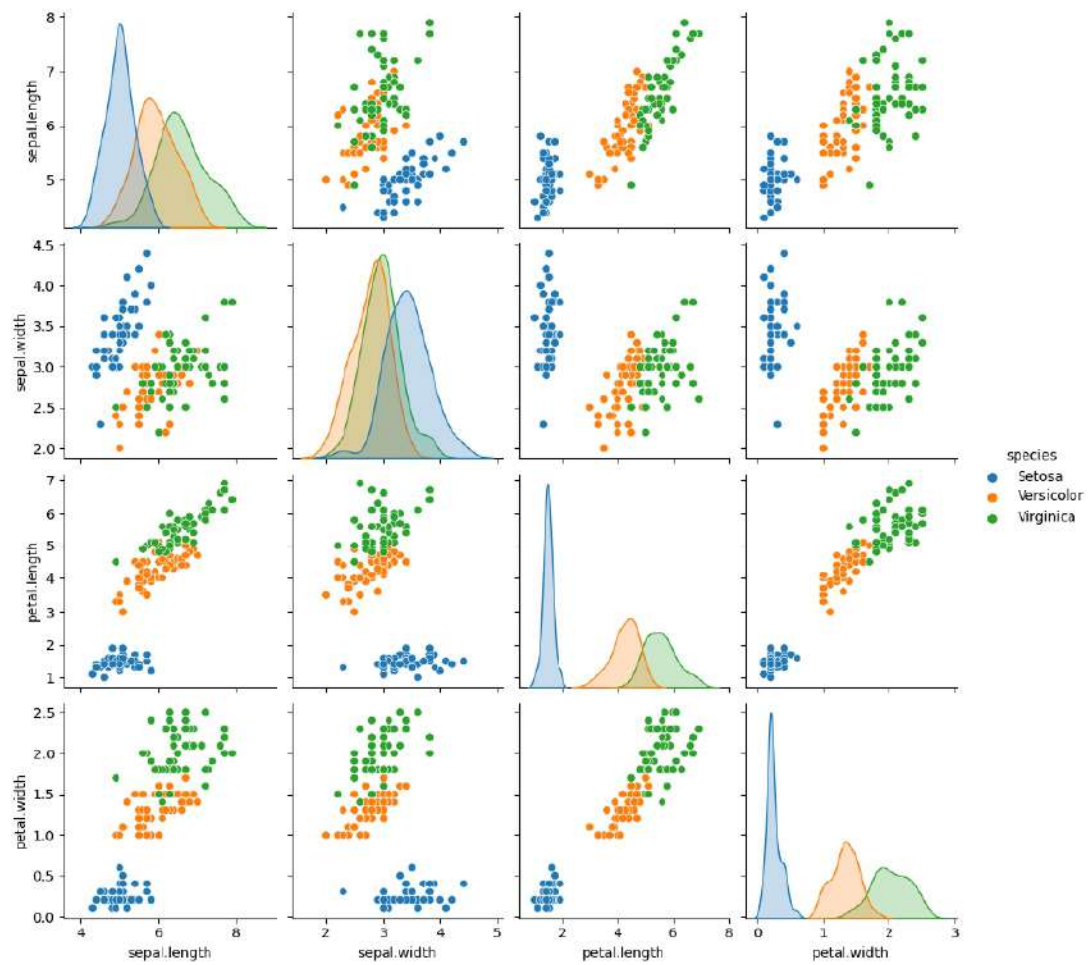 8
7
6
5
sepal.length
4.5
4.0
3.5
3.0
2.5
2.0
sepal.width
species
Setosa
Versicolor
Virginica
7
6
5
4
3
2
1
petal.length
2.5
2.0
1.5
1.0
0.5
0.0
petal.width
4 6 8 2 3 4 5 2 4 6 8 0 1 2 3
sepal.length sepal.width petal.length petal.width